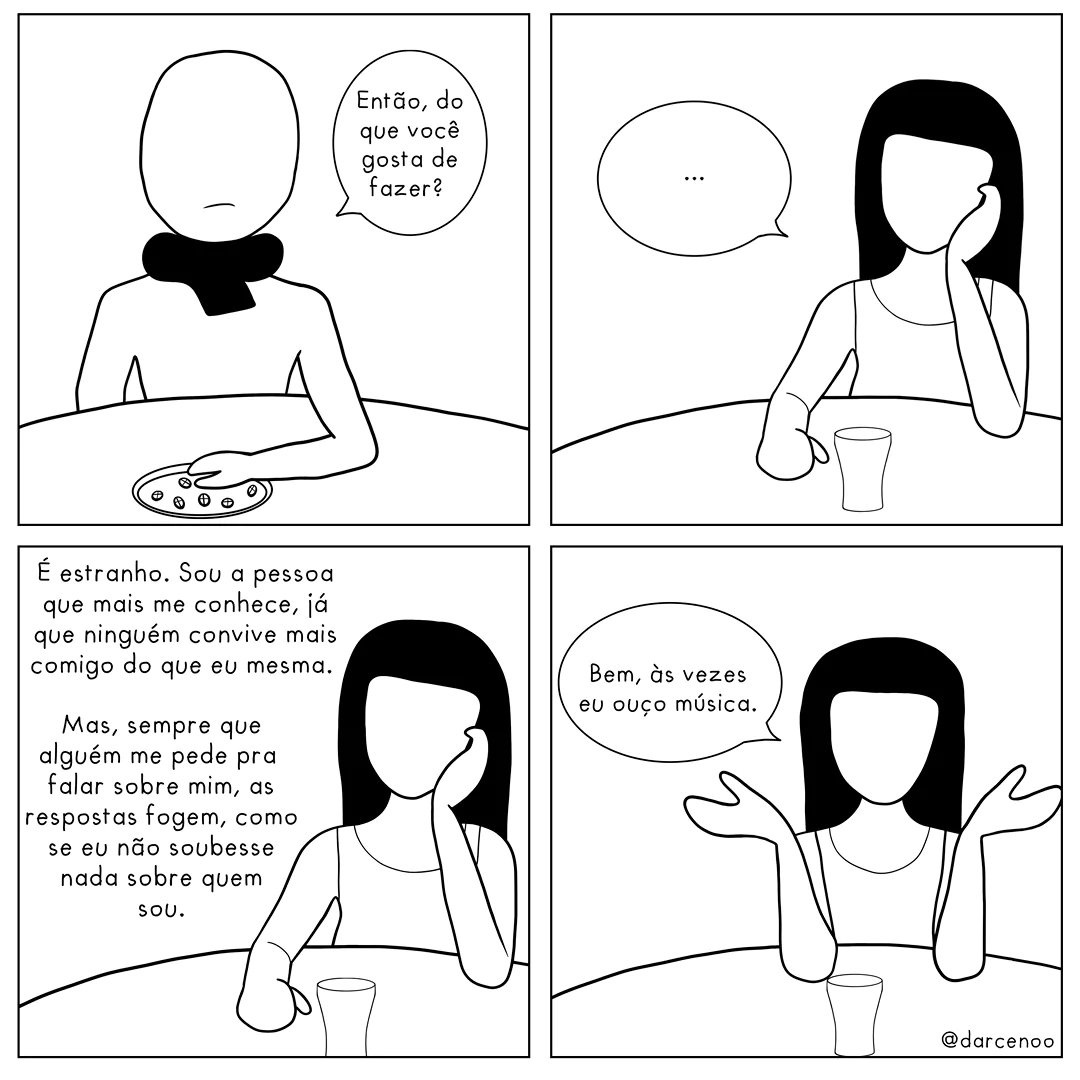 Então, do
que você
gosta de
fazer?
...
É estranho. Sou a pessoa
que mais me conhece, já
que ninguém convive mais
comigo do que eu mesma.
Mas, sempre que
alguém me pede pra
falar sobre mim, as
respostas fogem, como
se eu não soubesse
nada sobre quem
sou.
Bem, às vezes
eu ouço música.
@darcenoo